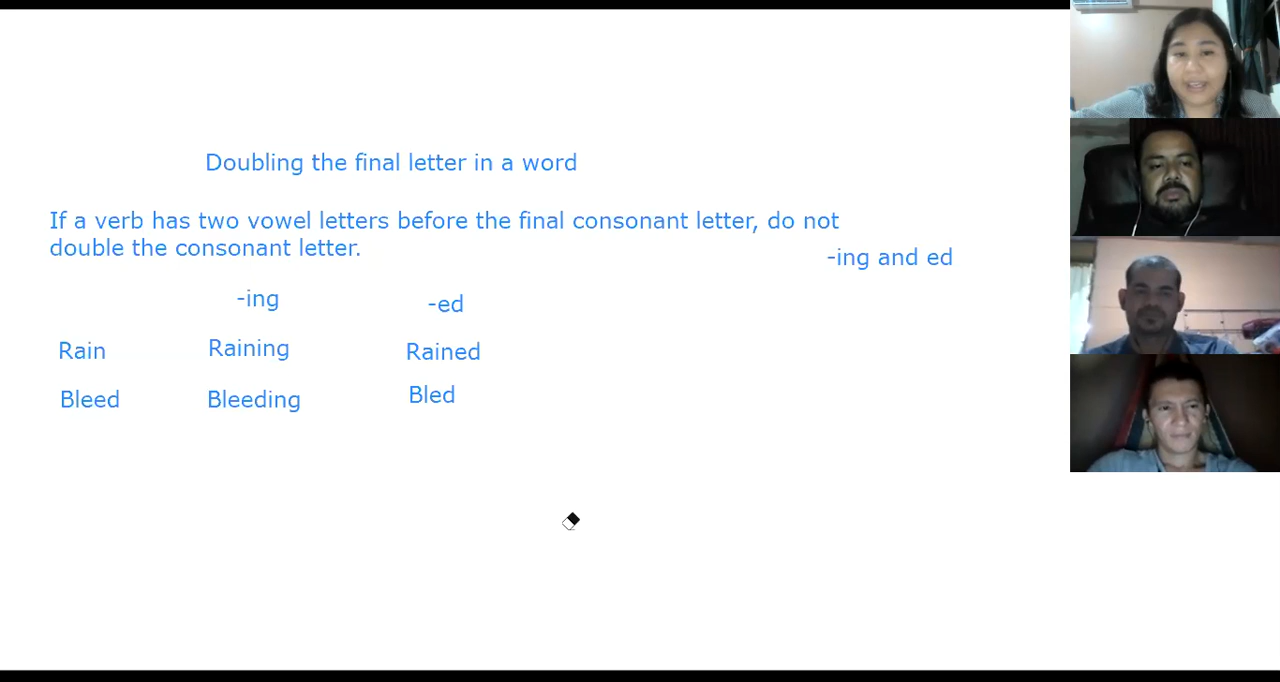 Doubling the final letter in a word
If a verb has two vowel letters before the final consonant letter, do not
double the consonant letter.
-ing and ed
-ing -ed
Rain Raining Rained
Bleed Bleeding Bled